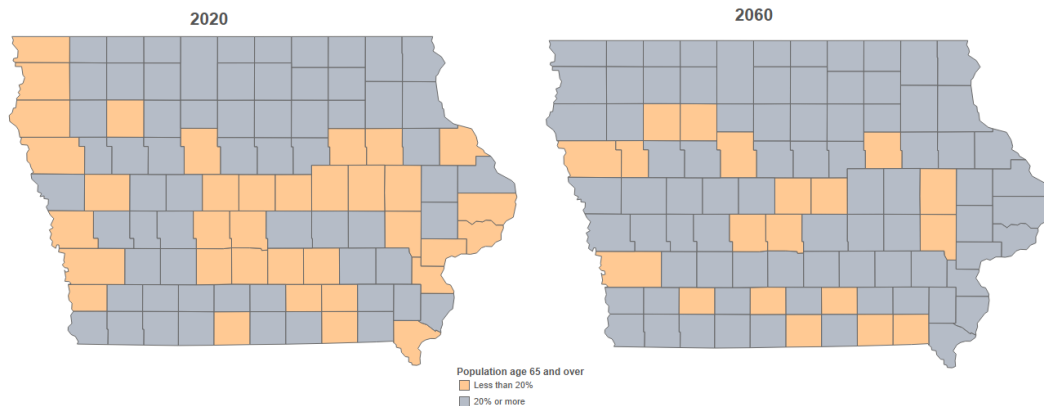 2020
2060
Population age 65 and over
Less than 20%
20% or more